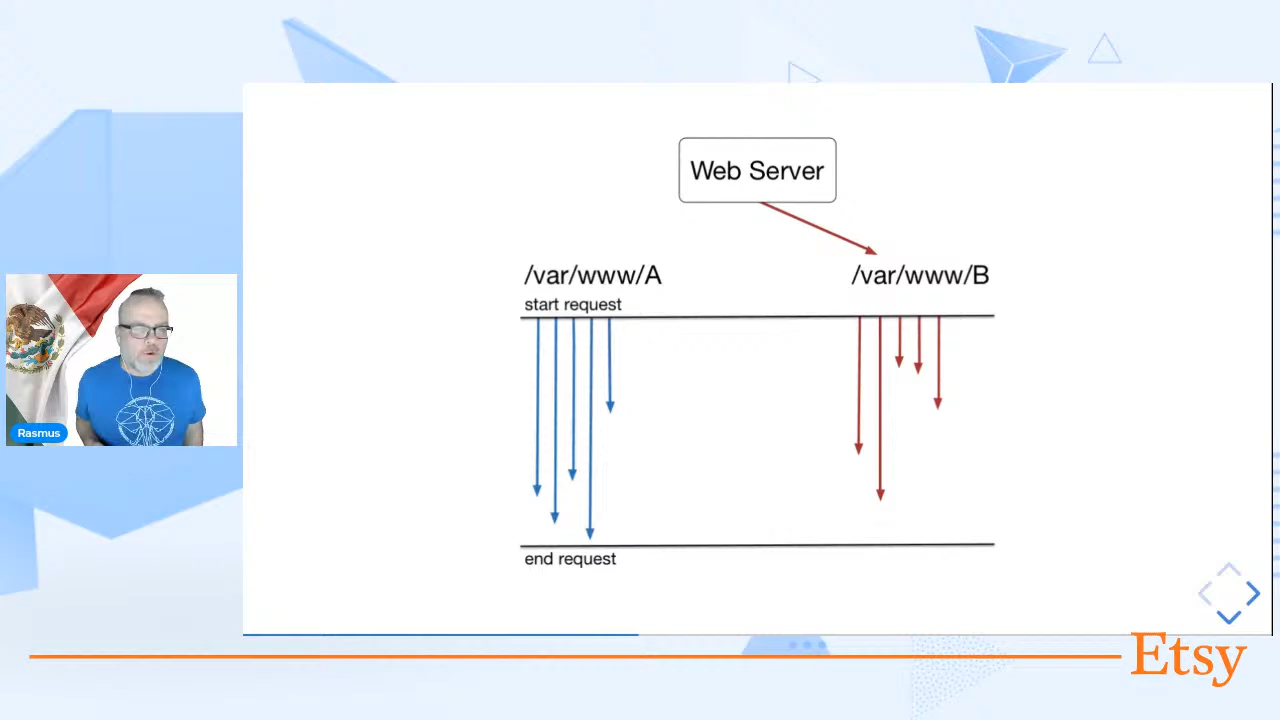 Web Server
/var/www/A
/var/www/B
start request
end request
Rasmus
Etsy